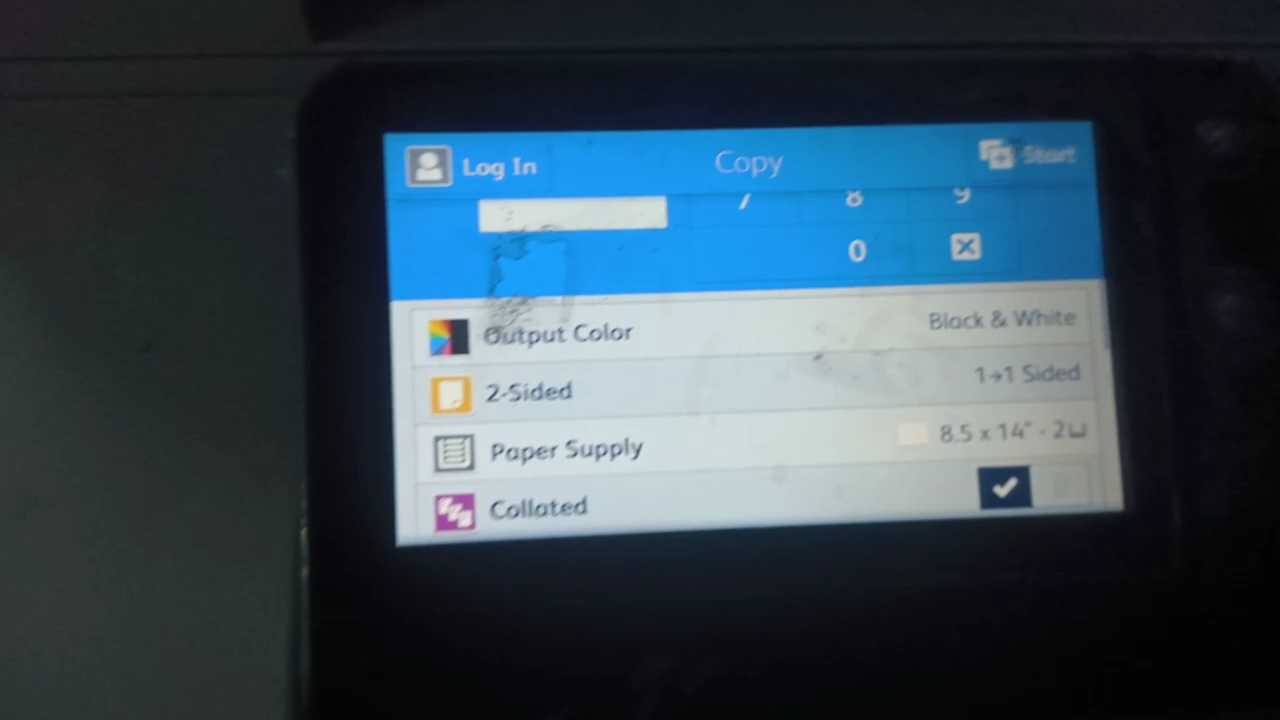 Log In Copy Start
7 8 9
0
Output Color Black & White
2-Sided 1→1 Sided
Paper Supply 8.5 x 14" - 2
Collated